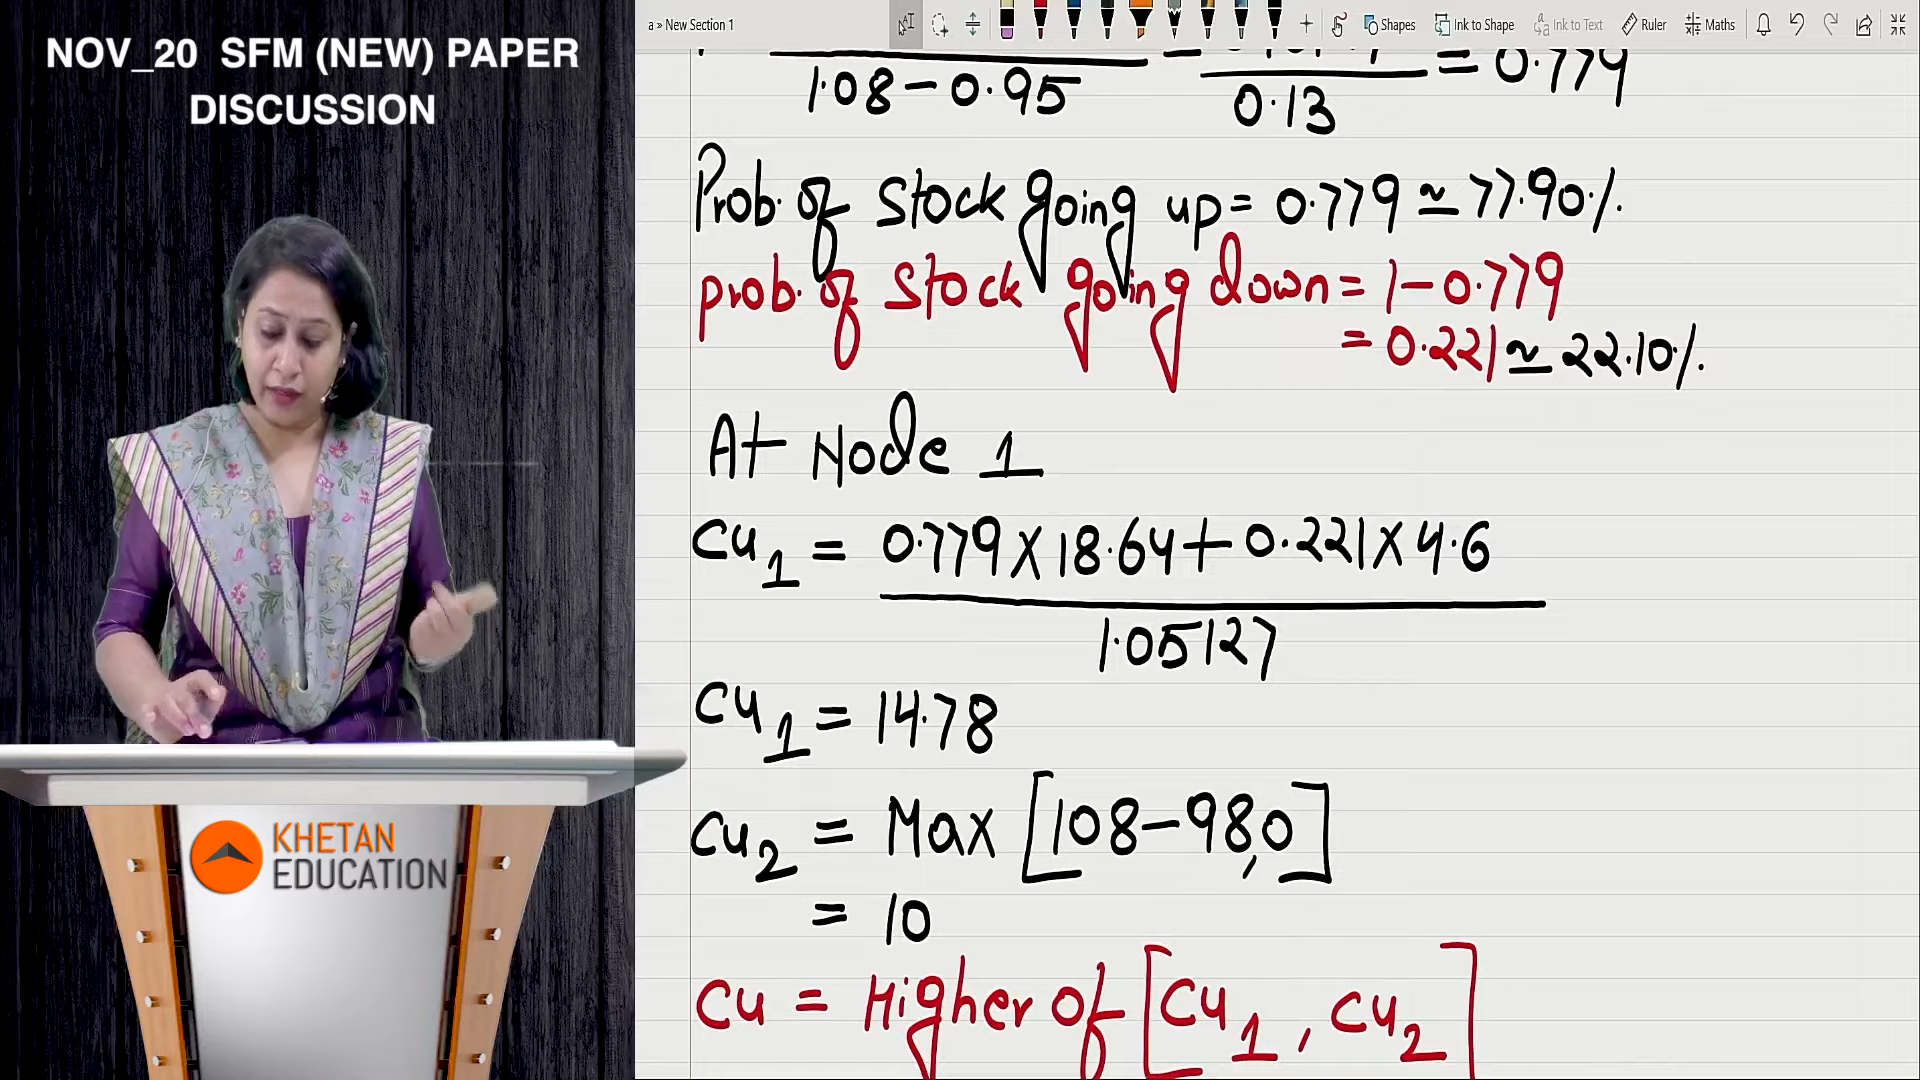 NOV_20 SFM (NEW) PAPER
DISCUSSION
a » New Section 1
Shapes
Ink to Shape
Ink to Text
Ruler
Maths
1.08 - 0.95
0.13
= 0.779
Prob. of stock going up = 0.779 ≃ 77.90%.
prob. of stock going down = 1 - 0.779
= 0.221 ≃ 22.10%.
At Node 1
Cu1 = 0.779 X 18.64 + 0.221 X 4.6
1.05127
Cu1 = 14.78
Cu2 = Max [108-98,0]
= 10
Cu = Higher of [Cu1, Cu2]
KHETAN
EDUCATION